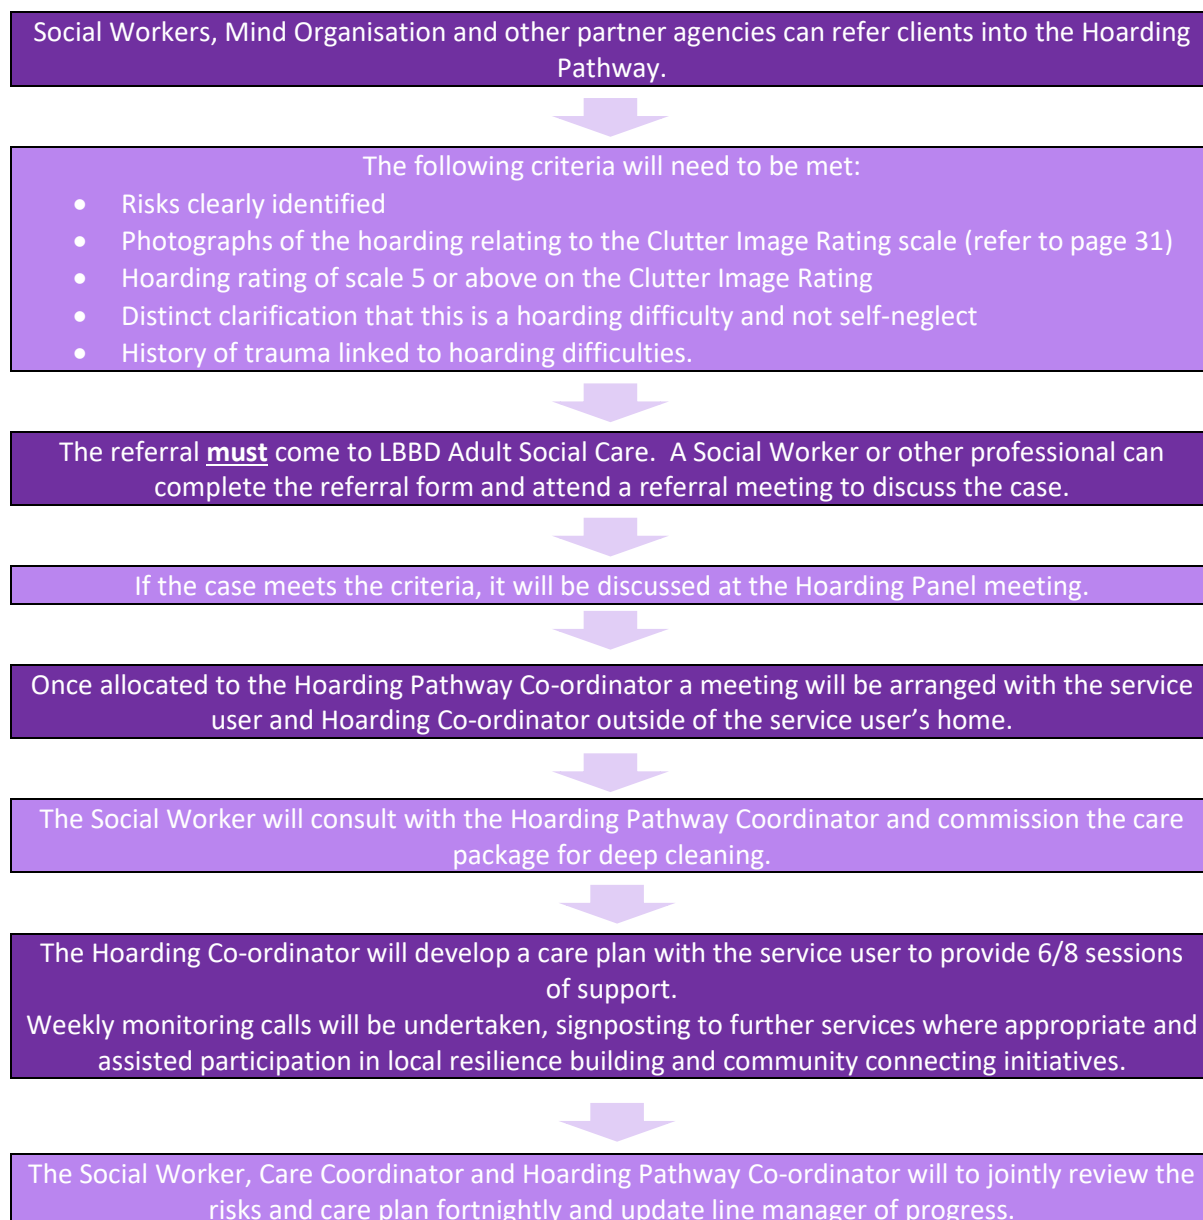 Social Workers, Mind Organisation and other partner agencies can refer clients into the Hoarding
Pathway.
The following criteria will need to be met:
• Risks clearly identified
• Photographs of the hoarding relating to the Clutter Image Rating scale (refer to page 31)
• Hoarding rating of scale 5 or above on the Clutter Image Rating
• Distinct clarification that this is a hoarding difficulty and not self-neglect
• History of trauma linked to hoarding difficulties.
The referral must come to LBBD Adult Social Care.  A Social Worker or other professional can
complete the referral form and attend a referral meeting to discuss the case.
If the case meets the criteria, it will be discussed at the Hoarding Panel meeting.
Once allocated to the Hoarding Pathway Co-ordinator a meeting will be arranged with the service
user and Hoarding Co-ordinator outside of the service user’s home.
The Social Worker will consult with the Hoarding Pathway Coordinator and commission the care
package for deep cleaning.
The Hoarding Co-ordinator will develop a care plan with the service user to provide 6/8 sessions
of support.
Weekly monitoring calls will be undertaken, signposting to further services where appropriate and
assisted participation in local resilience building and community connecting initiatives.
The Social Worker, Care Coordinator and Hoarding Pathway Co-ordinator will to jointly review the
risks and care plan fortnightly and update line manager of progress.